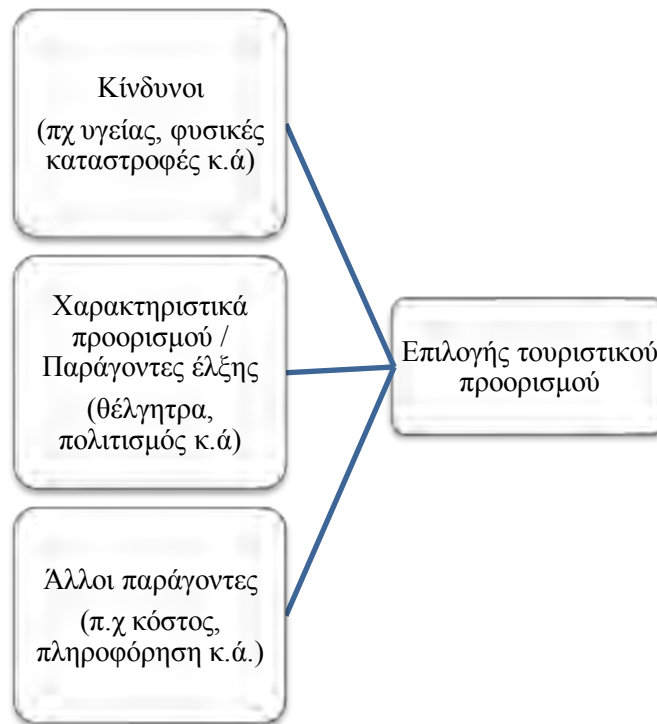 Κίνδυνοι
(πχ υγείας, φυσικές
καταστροφές κ.ά)
Χαρακτηριστικά
προορισμού /
Παράγοντες έλξης
(θέλγητρα,
πολιτισμός κ.ά)
Άλλοι παράγοντες
(π.χ κόστος,
πληροφόρηση κ.ά.)
Επιλογής τουριστικού
προορισμού